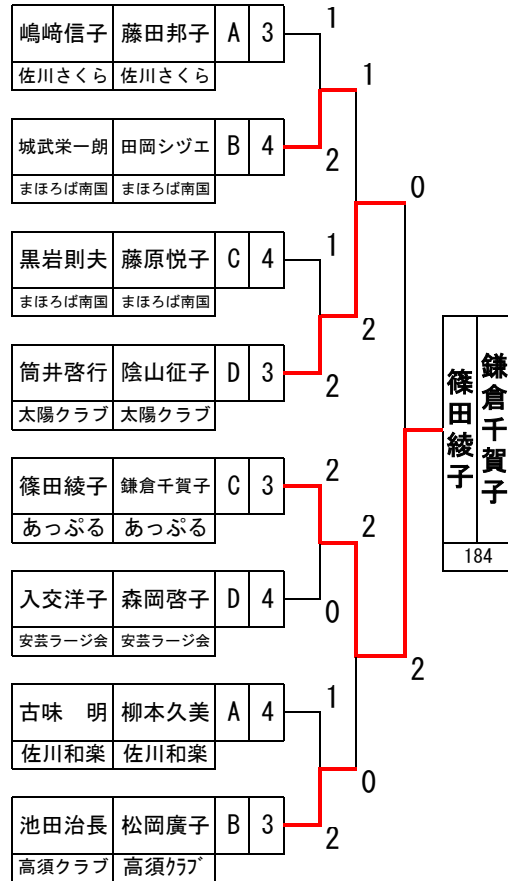 嶋﨑信子 藤田邦子 A 3
佐川さくら 佐川さくら
1
1
城武栄一朗 田岡シヅエ B 4
まほろば南国 まほろば南国
2
0
黒岩則夫 藤原悦子 C 4
まほろば南国 まほろば南国
1
2
筒井啓行 陰山征子 D 3
太陽クラブ 太陽クラブ
2
篠田綾子
鎌倉千賀子
184
篠田綾子 鎌倉千賀子 C 3
あっぷる あっぷる
2
2
入交洋子 森岡啓子 D 4
安芸ラージ会 安芸ラージ会
0
2
古味 明 柳本久美 A 4
佐川和楽 佐川和楽
1
0
池田治長 松岡廣子 B 3
高須クラブ 高須クラブ
2